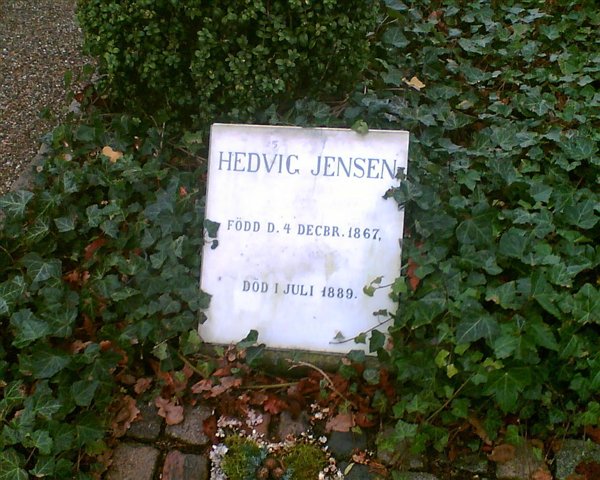 HEDVIG JENSEN
FÖDD D. 4 DECBR. 1867,
DÖD I JULI 1889.